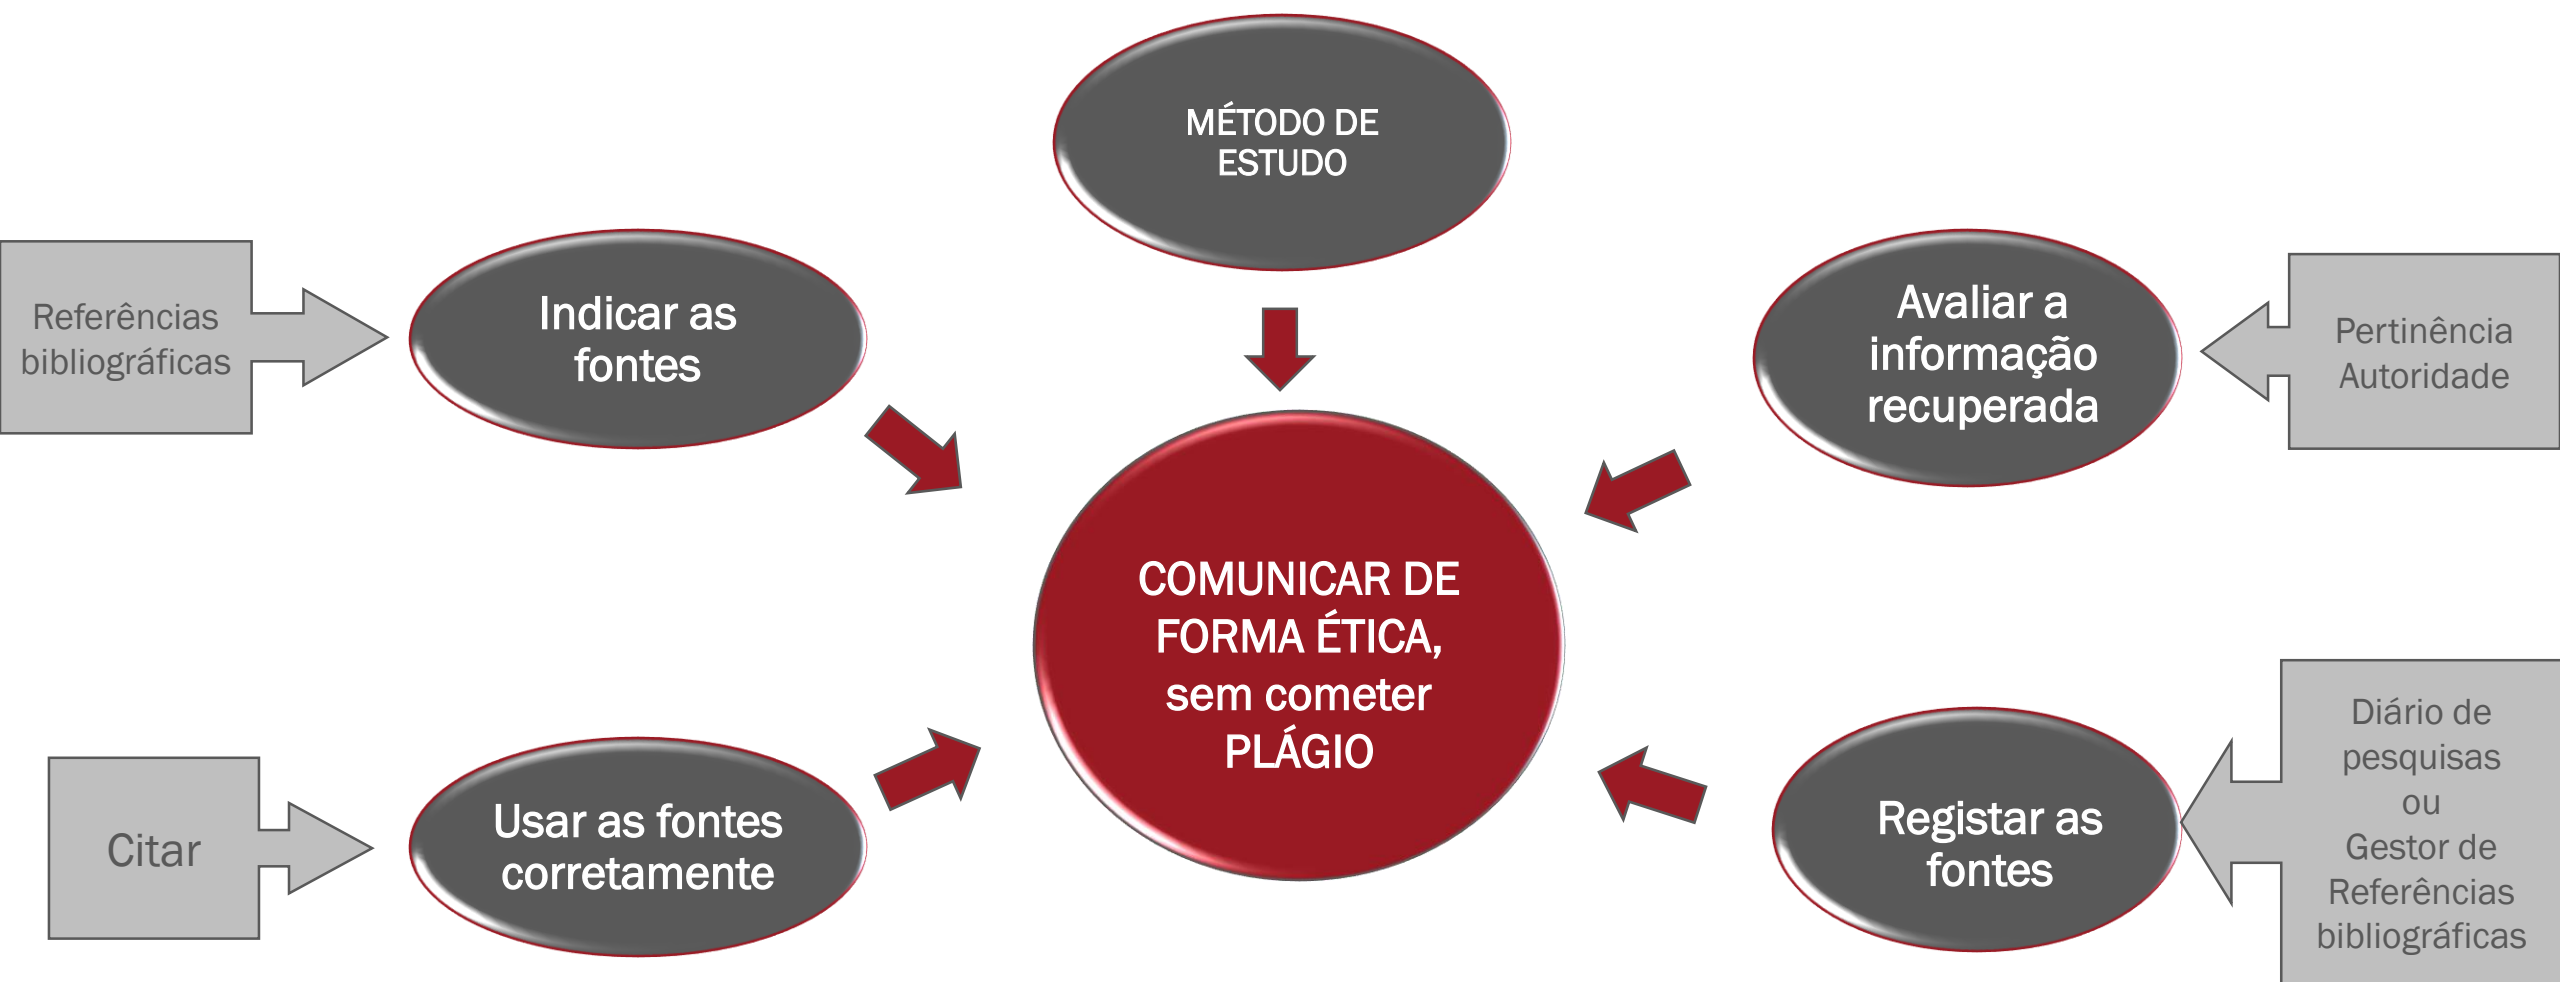 MÉTODO DE
ESTUDO
Referências
bibliográficas
Indicar as
fontes
Avaliar a
informação
recuperada
Pertinência
Autoridade
COMUNICAR DE
FORMA ÉTICA,
sem cometer
PLÁGIO
Citar
Usar as fontes
corretamente
Registar as
fontes
Diário de
pesquisas
ou
Gestor de
Referências
bibliográficas